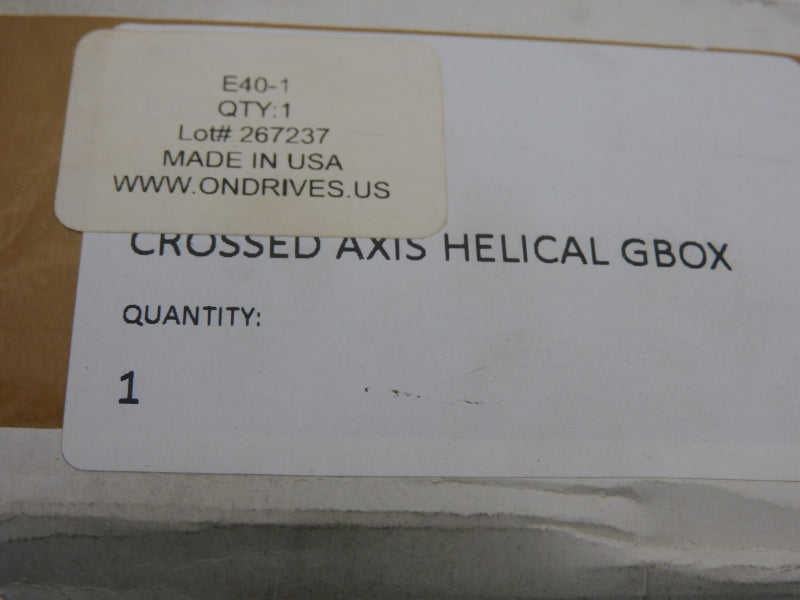 E40-1
QTY:1
Lot# 267237
MADE IN USA
WWW.ONDRIVES.US
CROSSED AXIS HELICAL GBOX
QUANTITY:
1